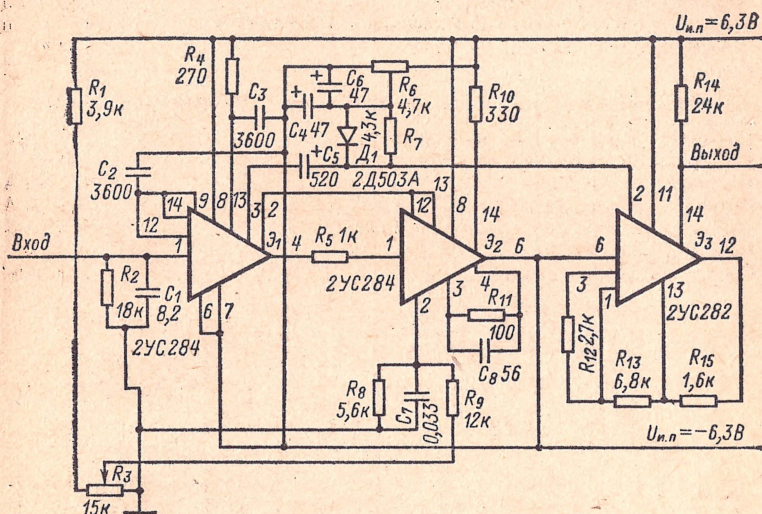 Uи.п=6,3В
R4
270
R1
3,9к
C3
3600
C6
47
C4 47
R6
4,7к
4,3к
R7
R10
330
R14
24к
C5
520
Д1
2Д503А
C2
3600
Выход
14
9
8
13
3
2
12
1
Вход
12
13
8
14
2
11
14
Э1
4
R5 1к
1
Э2
6
6
Э3
12
R2
18к
C1
8,2
6
7
2УС284
2УС284
2
3
4
R11
100
C8 56
3
1
13
2УС282
R12 2,7к
R13
6,8к
R15
1,6к
R8
5,6к
C7
0,033
R9
12к
Uи.п=-6,3В
R3
15к